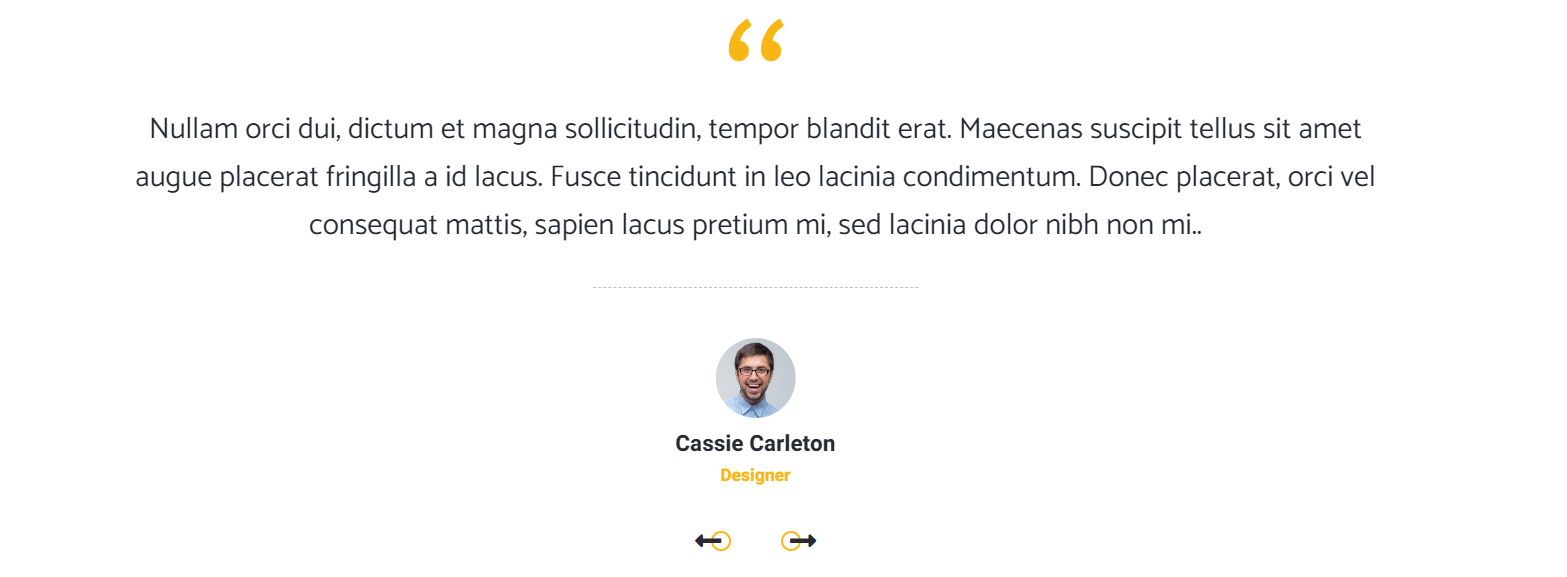 “
Nullam orci dui, dictum et magna sollicitudin, tempor blandit erat. Maecenas suscipit tellus sit amet
augue placerat fringilla a id lacus. Fusce tincidunt in leo lacinia condimentum. Donec placerat, orci vel
consequat mattis, sapien lacus pretium mi, sed lacinia dolor nibh non mi..
Cassie Carleton
Designer